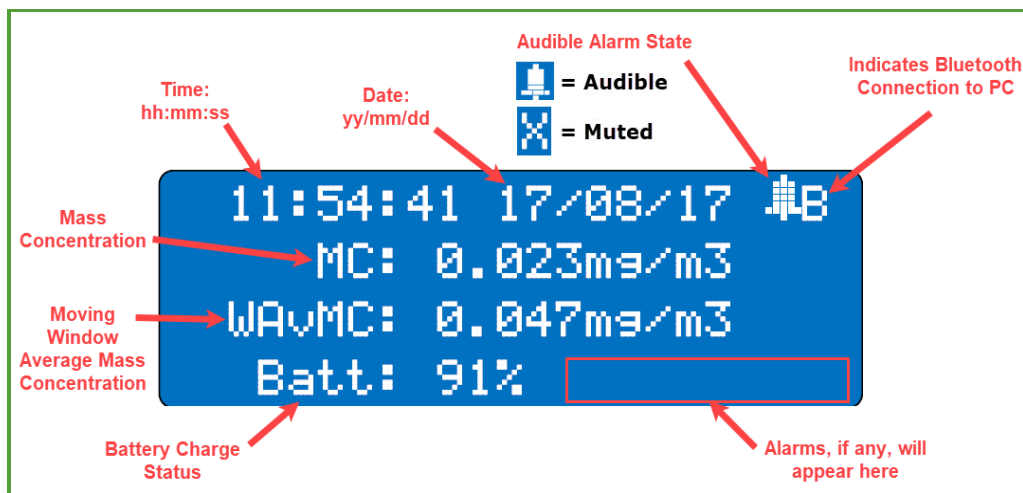 Audible Alarm State
= Audible
= Muted
Indicates Bluetooth
Connection to PC
Time:
hh:mm:ss
Date:
yy/mm/dd
11:54:41 17/08/17 B
Mass
Concentration
MC: 0.023mg/m3
Moving
Window
Average Mass
Concentration
WAvMC: 0.047mg/m3
Batt: 91%
Battery Charge
Status
Alarms, if any, will
appear here